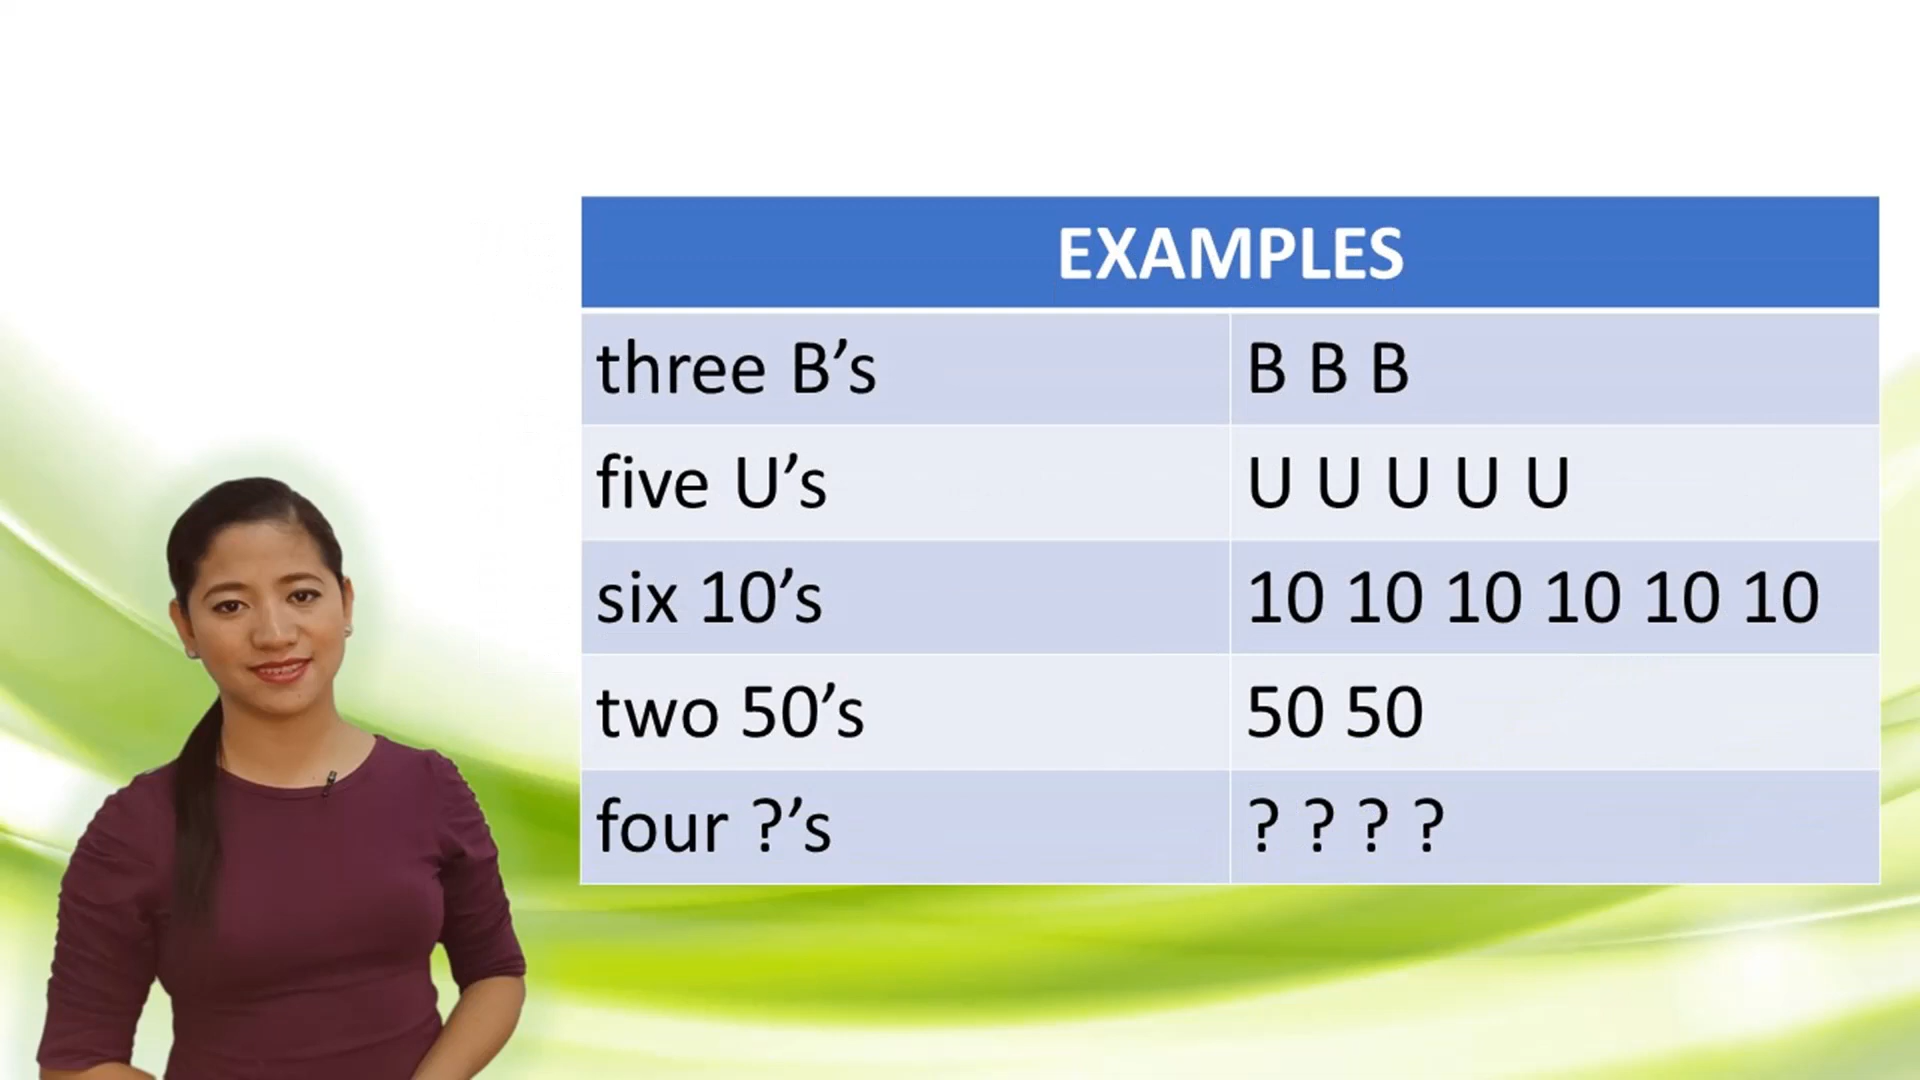 EXAMPLES
three B’s B B B
five U’s U U U U U
six 10’s 10 10 10 10 10 10
two 50’s 50 50
four ?’s ? ? ? ?